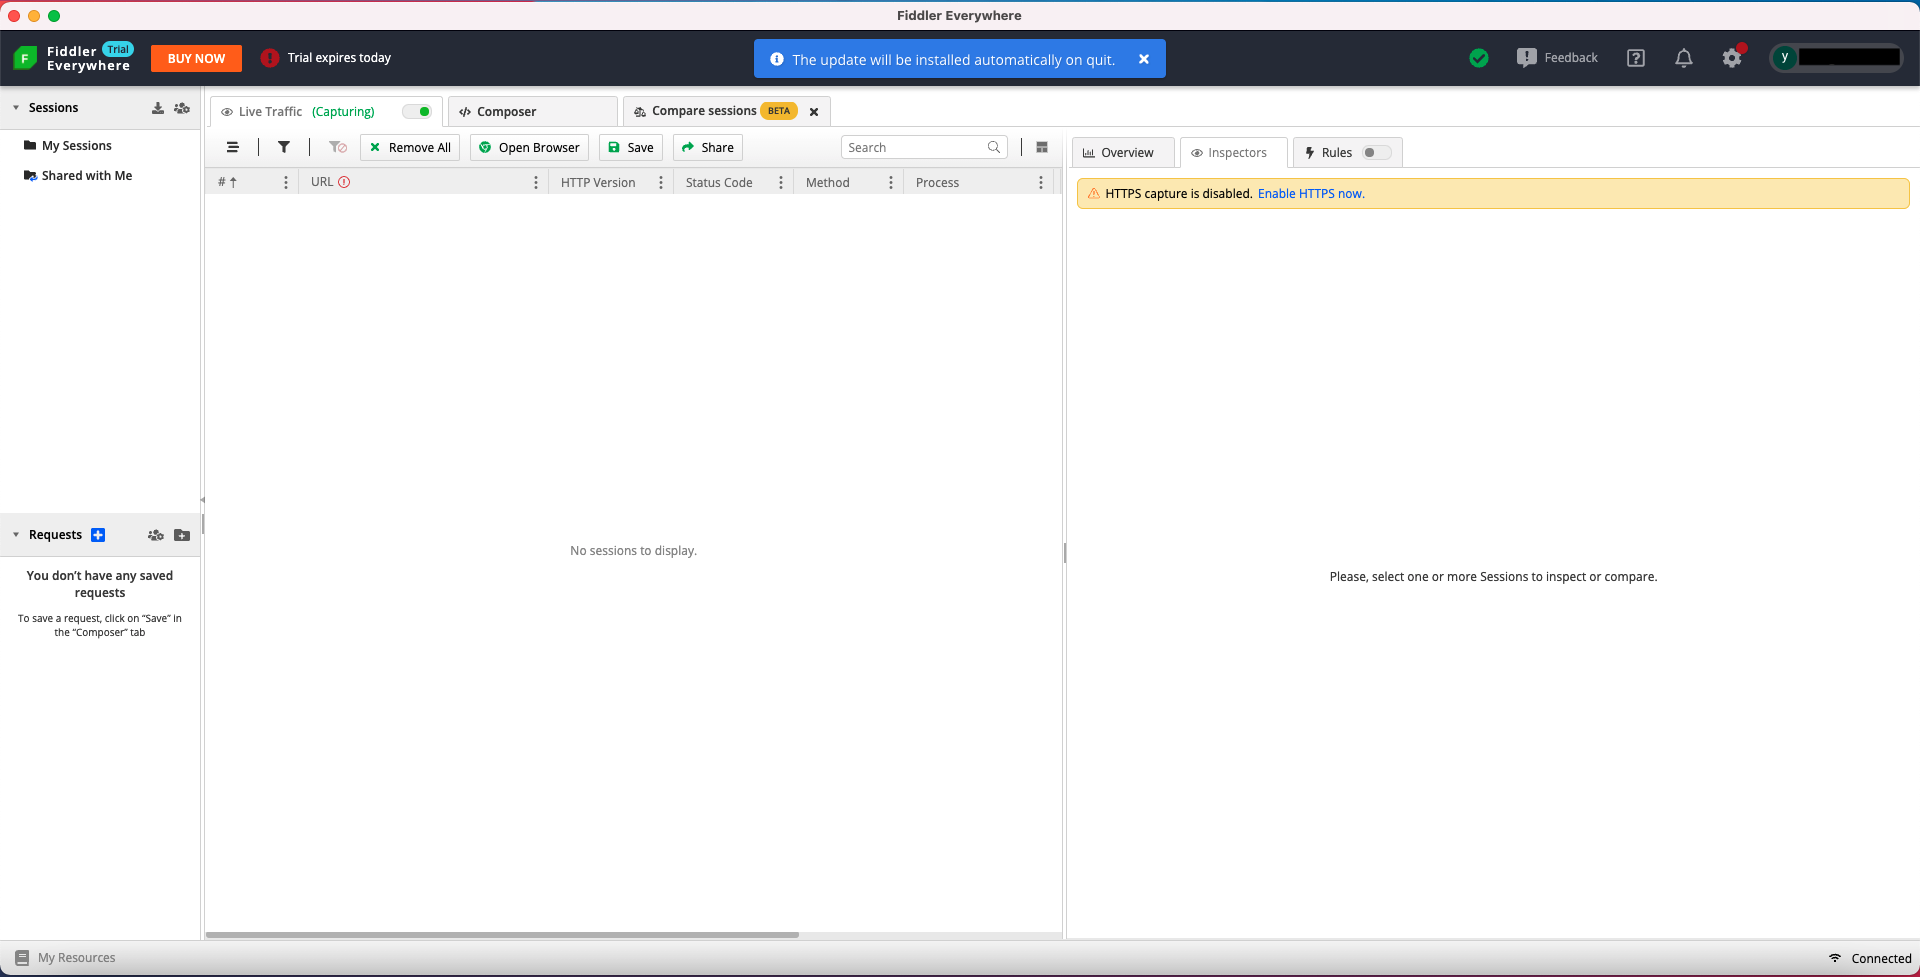 Fiddler Everywhere
Fiddler Trial
Everywhere
BUY NOW
Trial expires today
The update will be installed automatically on quit.
Feedback
y
Sessions
My Sessions
Shared with Me
Live Traffic (Capturing)
Composer
Compare sessions BETA
Remove All
Open Browser
Save
Share
Search
# URL HTTP Version Status Code Method Process
No sessions to display.
Overview
Inspectors
Rules
HTTPS capture is disabled. Enable HTTPS now.
Please, select one or more Sessions to inspect or compare.
Requests
You don’t have any saved
requests
To save a request, click on “Save” in
the “Composer” tab
My Resources
Connected